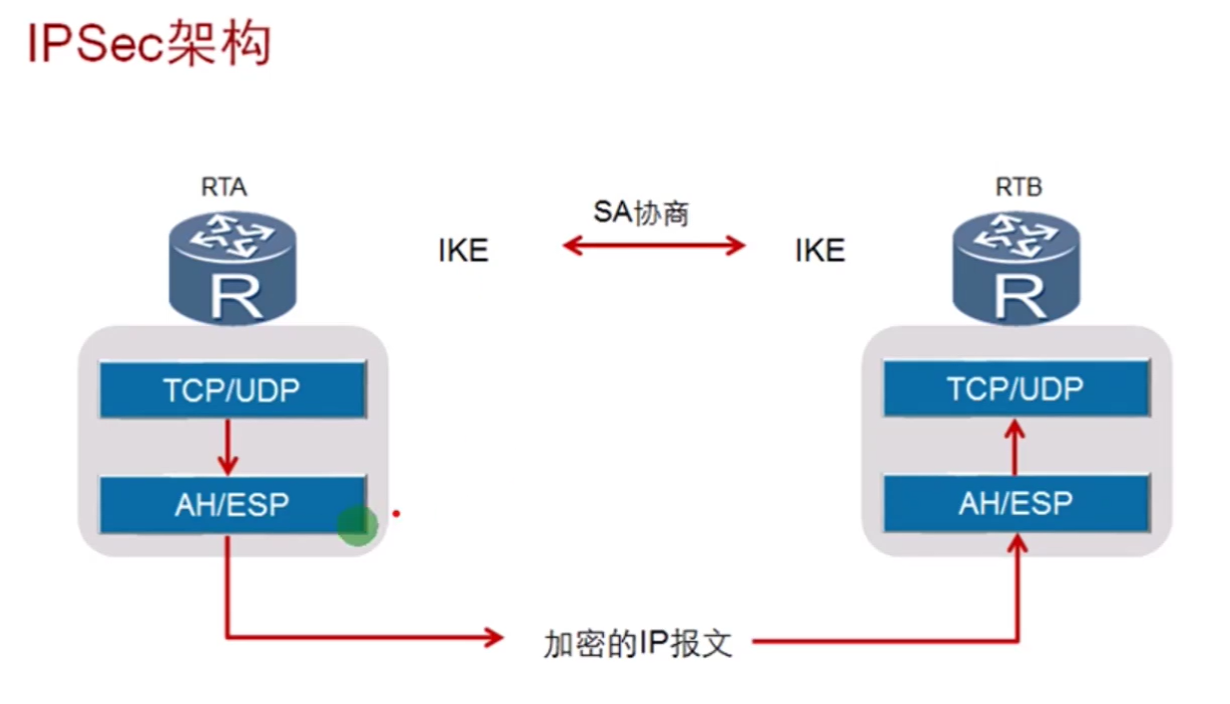 IPSec架构
RTA
RTB
SA协商
IKE
IKE
R
R
TCP/UDP
TCP/UDP
AH/ESP
AH/ESP
加密的IP报文